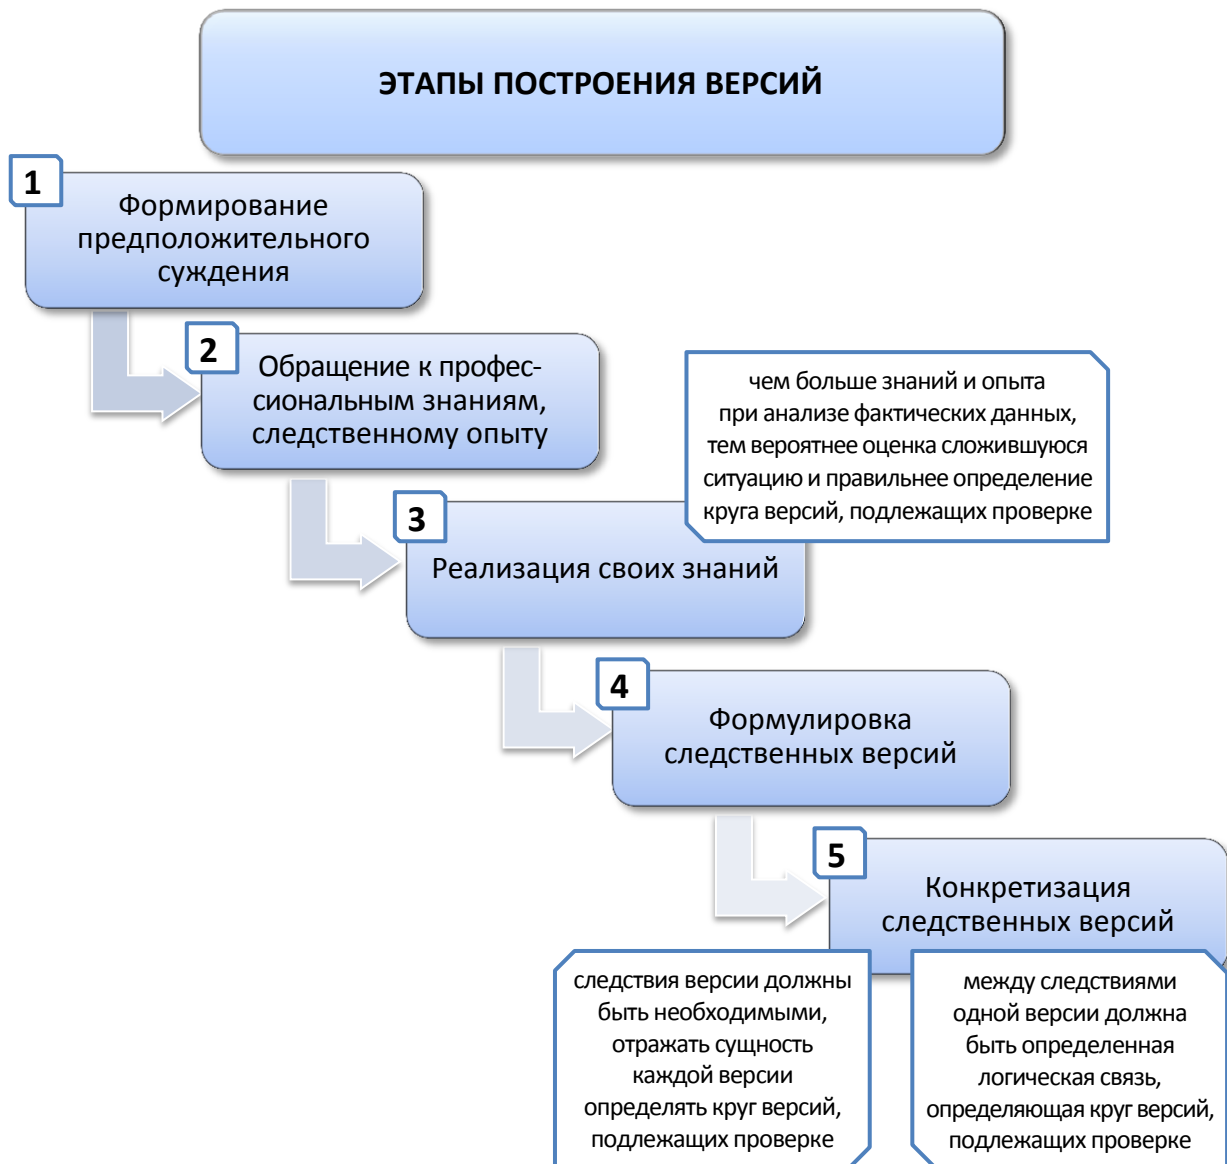 ЭТАПЫ ПОСТРОЕНИЯ ВЕРСИЙ
1
Формирование
предположительного
суждения
2
Обращение к профес-
сиональным знаниям,
следственному опыту
чем больше знаний и опыта
при анализе фактических данных,
тем вероятнее оценка сложившуюся
ситуацию и правильнее определение
круга версий, подлежащих проверке
3
Реализация своих знаний
4
Формулировка
следственных версий
5
Конкретизация
следственных версий
следствия версии должны
быть необходимыми,
отражать сущность
каждой версии
определять круг версий,
подлежащих проверке
между следствиями
одной версии должна
быть определенная
логическая связь,
определяющая круг версий,
подлежащих проверке